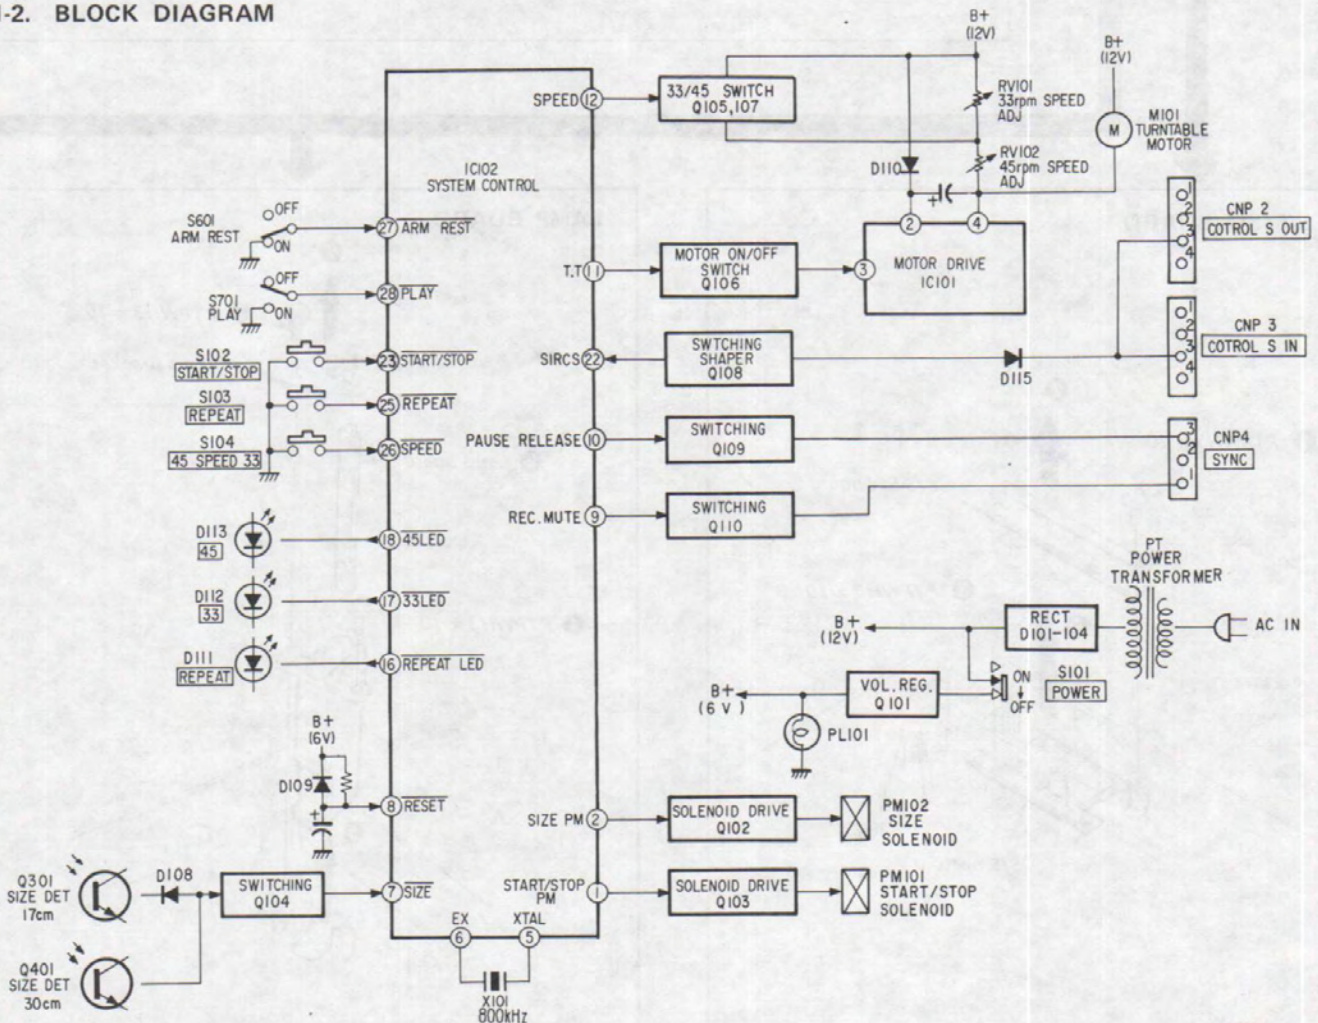 1-2. BLOCK DIAGRAM
B+
(12V)
B+
(12V)
SPEED 12
33/45 SWITCH
Q105,107
RV101
33rpm SPEED
ADJ
M
M101
TURNTABLE
MOTOR
IC102
SYSTEM CONTROL
D110
RV102
45rpm SPEED
ADJ
+
2 4
1
2
3
4
CNP 2
COTROL S OUT
S601
ARM REST
OFF
ON
27 ARM REST
T.T 11
MOTOR ON/OFF
SWITCH
Q106
3
MOTOR DRIVE
IC101
S701
PLAY
OFF
ON
28 PLAY
1
2
3
4
CNP 3
COTROL S IN
S102
START/STOP
23 START/STOP
SIRCS 22
SWTCHING
SHAPER
Q108
D115
S103
REPEAT
25 REPEAT
PAUSE RELEASE 10
SWITCHING
Q109
3
2
1
CNP4
SYNC
S104
45 SPEED 33
26 SPEED
REC. MUTE 9
SWITCHING
Q110
D113
45
18 45LED
PT
POWER
TRANSFORMER
D112
33
17 33LED
B+
(12V)
RECT
D101-104
AC IN
D111
REPEAT
16 REPEAT LED
B+
(6V)
VOL. REG.
Q101
ON
OFF
S101
POWER
PL101
B+
(6V)
D109
+
8 RESET
SIZE PM 2
SOLENOID DRIVE
Q102
PM102
SIZE
SOLENOID
Q301
SIZE DET
17cm
D108
SWITCHING
Q104
7 SIZE
START/STOP
PM 1
SOLENOID DRIVE
Q103
PM101
START/STOP
SOLENOID
EX XTAL
6 5
Q401
SIZE DET
30cm
X101
800kHz